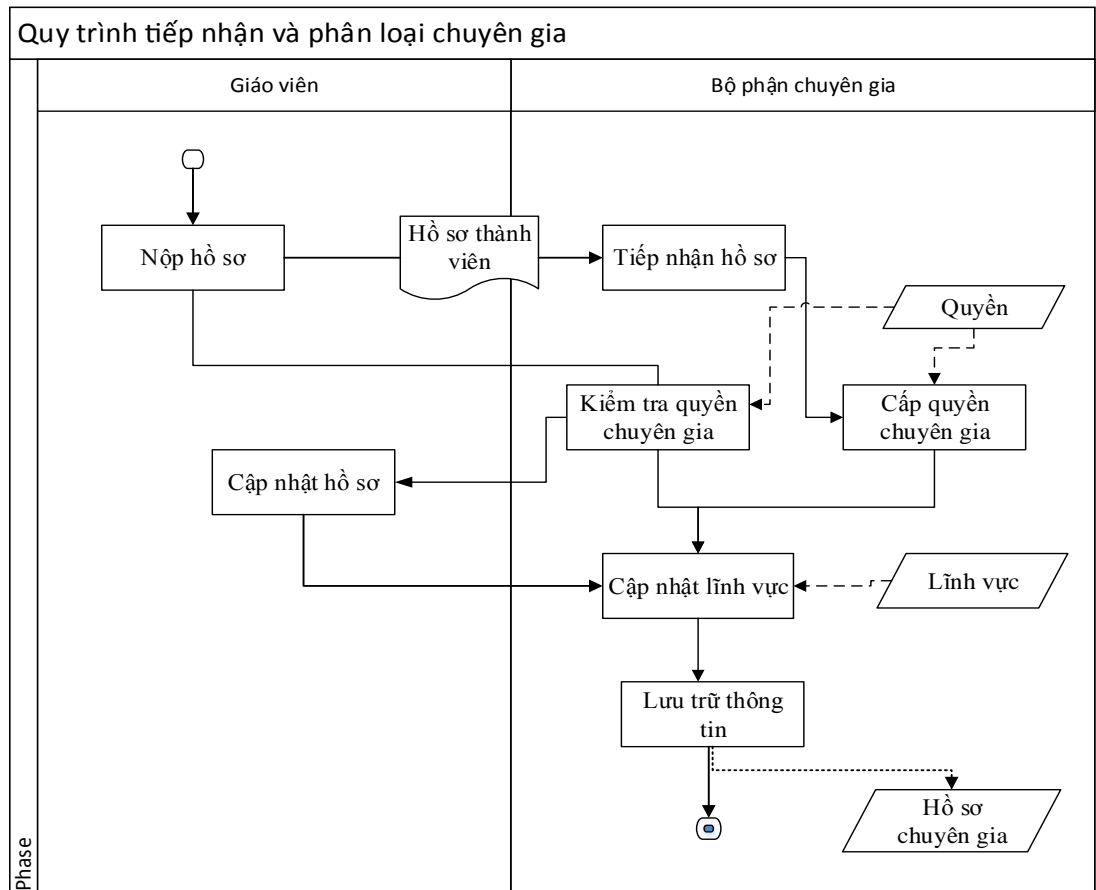 Quy trình tiếp nhận và phân loại chuyên gia
Giáo viên
Bộ phận chuyên gia
Hồ sơ thành
viên
Nộp hồ sơ
Tiếp nhận hồ sơ
Quyền
Kiểm tra quyền
chuyên gia
Cấp quyền
chuyên gia
Cập nhật hồ sơ
Cập nhật lĩnh vực
Lĩnh vực
Lưu trữ thông
tin
Hồ sơ
chuyên gia
Phase